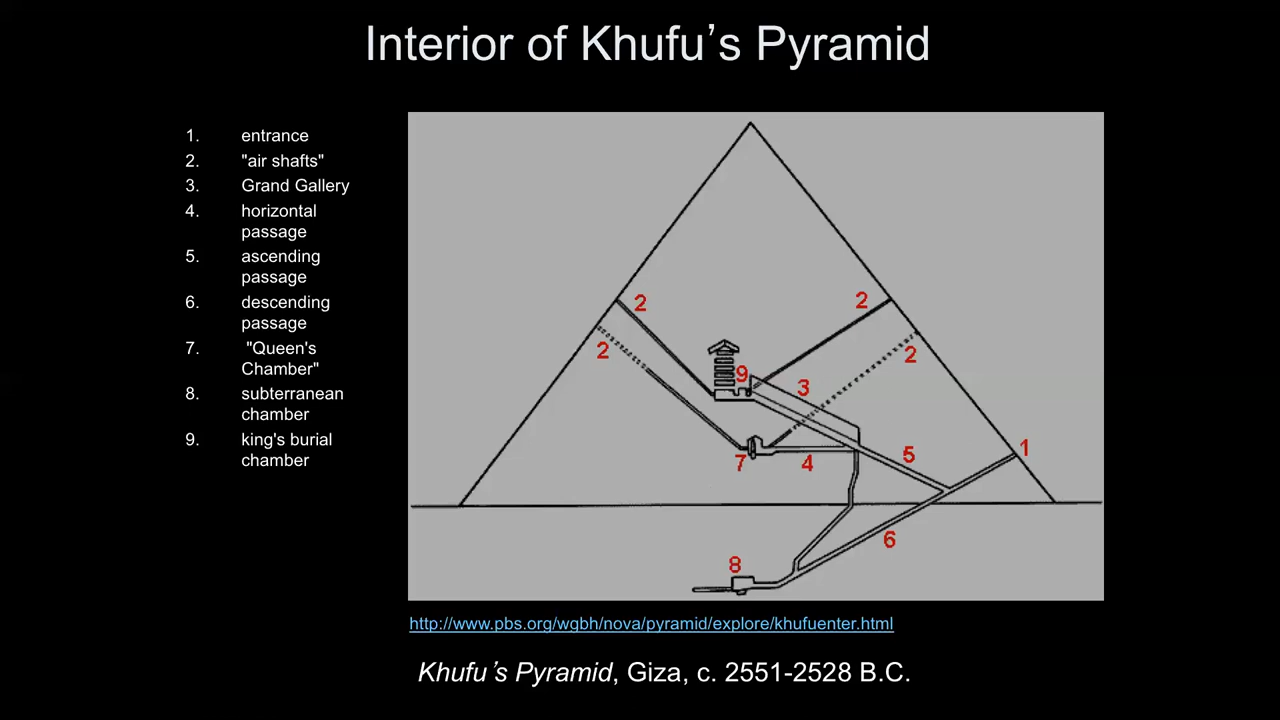 Interior of Khufu’s Pyramid
1. entrance
2. "air shafts"
3. Grand Gallery
4. horizontal
passage
5. ascending
passage
6. descending
passage
7. "Queen's
Chamber"
8. subterranean
chamber
9. king's burial
chamber
2 2
2 2
9 3
7 4 5 1
6
8
http://www.pbs.org/wgbh/nova/pyramid/explore/khufuenter.html
Khufu’s Pyramid, Giza, c. 2551-2528 B.C.